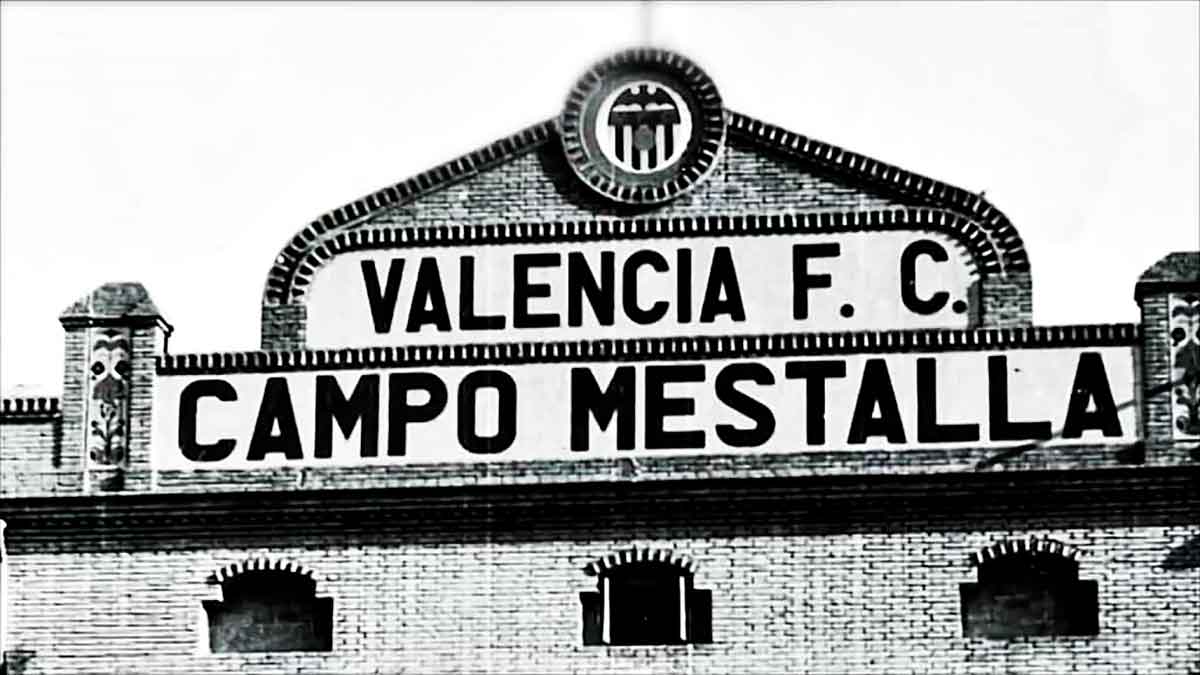 VALENCIA F. C.
CAMPO MESTALLA